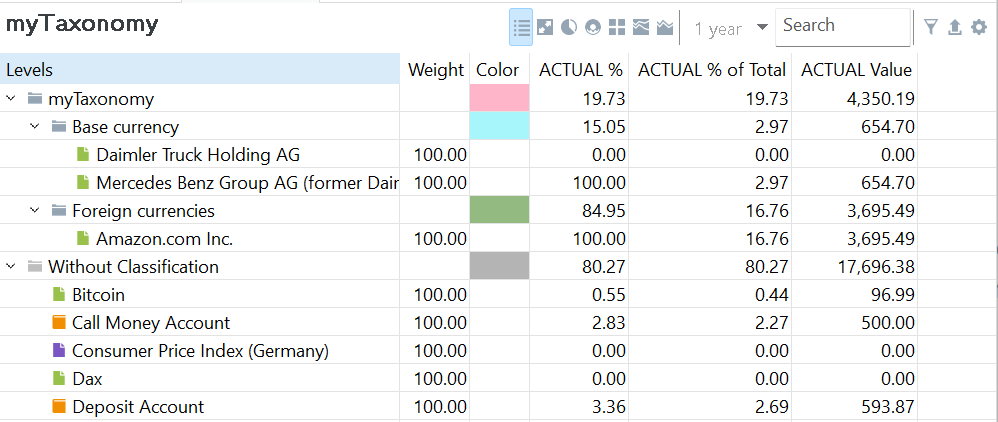 myTaxonomy
1 year Search
Levels Weight Color ACTUAL % ACTUAL % of Total ACTUAL Value
myTaxonomy 19.73 19.73 4,350.19
Base currency 15.05 2.97 654.70
Daimler Truck Holding AG 100.00 0.00 0.00 0.00
Mercedes Benz Group AG (former Dair 100.00 100.00 2.97 654.70
Foreign currencies 84.95 16.76 3,695.49
Amazon.com Inc. 100.00 100.00 16.76 3,695.49
Without Classification 80.27 80.27 17,696.38
Bitcoin 100.00 0.55 0.44 96.99
Call Money Account 100.00 2.83 2.27 500.00
Consumer Price Index (Germany) 100.00 0.00 0.00 0.00
Dax 100.00 0.00 0.00 0.00
Deposit Account 100.00 3.36 2.69 593.87